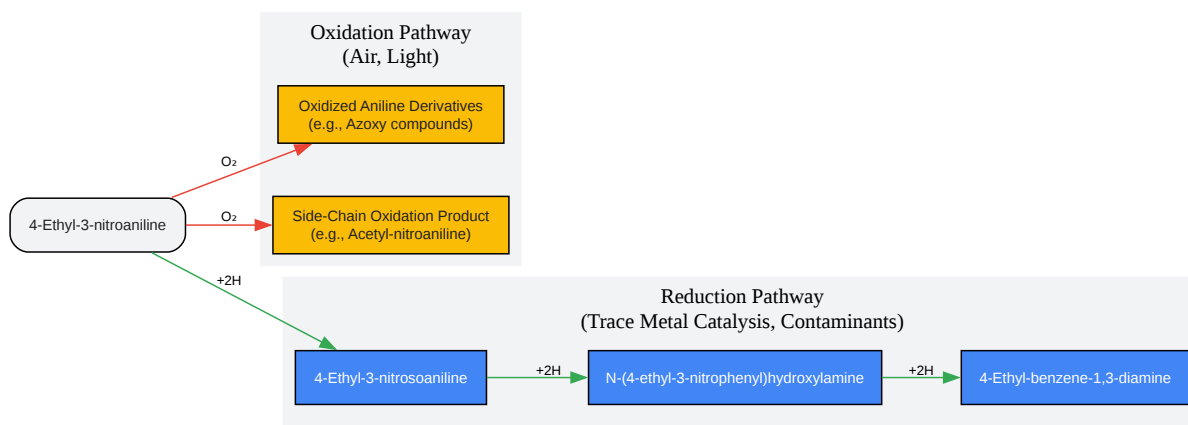 Oxidation Pathway
(Air, Light)
Oxidized Aniline Derivatives
(e.g., Azoxy compounds)
O₂
4-Ethyl-3-nitroaniline
O₂
Side-Chain Oxidation Product
(e.g., Acetyl-nitroaniline)
+2H
Reduction Pathway
(Trace Metal Catalysis, Contaminants)
4-Ethyl-3-nitrosoaniline
+2H
N-(4-ethyl-3-nitrophenyl)hydroxylamine
+2H
4-Ethyl-benzene-1,3-diamine